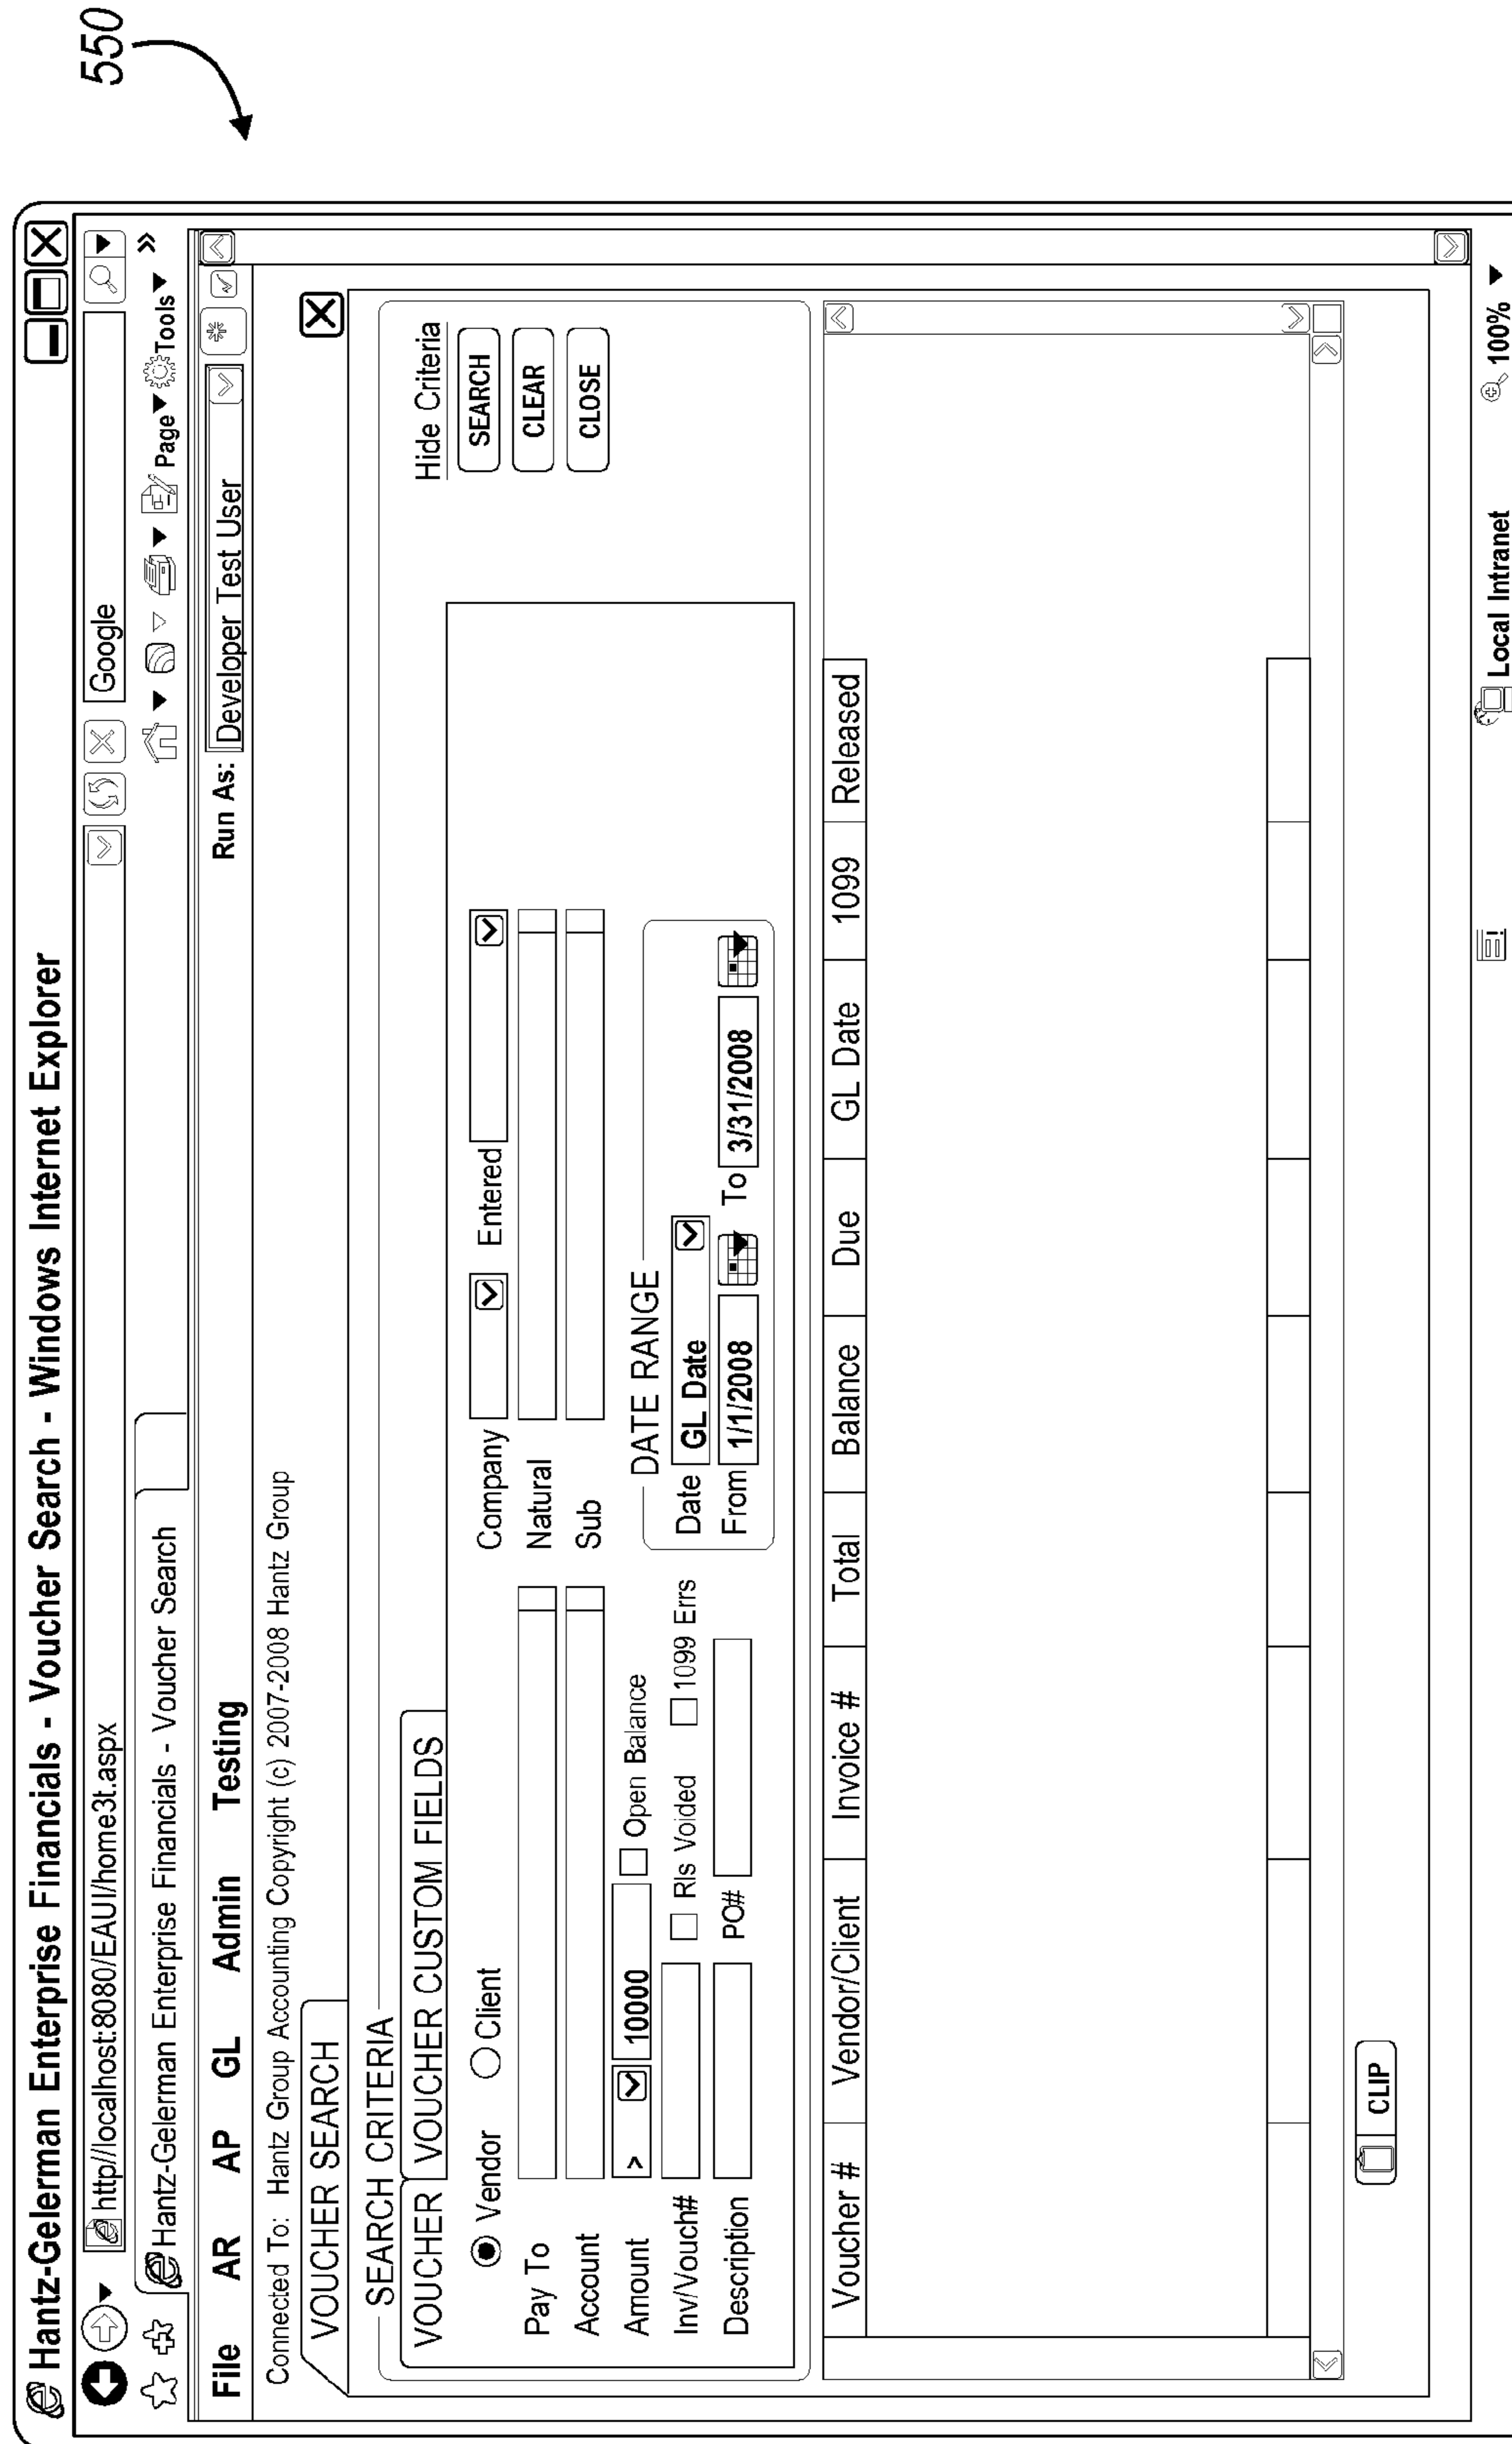 550
Hantz-Gelerman Enterprise Financials - Voucher Search - Windows Internet Explorer
http//localhost:8080/EAUI/home3t.aspx Google
Hantz-Gelerman Enterprise Financials - Voucher Search Page Tools »
File AR AP GL Admin Testing Run As: Developer Test User
Connected To: Hantz Group Accounting Copyright (c) 2007-2008 Hantz Group
VOUCHER SEARCH
SEARCH CRITERIA
VOUCHER VOUCHER CUSTOM FIELDS Hide Criteria
Vendor Client Company Entered SEARCH
Pay To Natural CLEAR
Account Sub CLOSE
Amount > 10000 Open Balance DATE RANGE
Inv/Vouch# Rls Voided 1099 Errs Date GL Date
Description PO# From 1/1/2008 To 3/31/2008
Voucher # Vendor/Client Invoice # Total Balance Due GL Date 1099 Released
CLIP
Local Intranet 100%